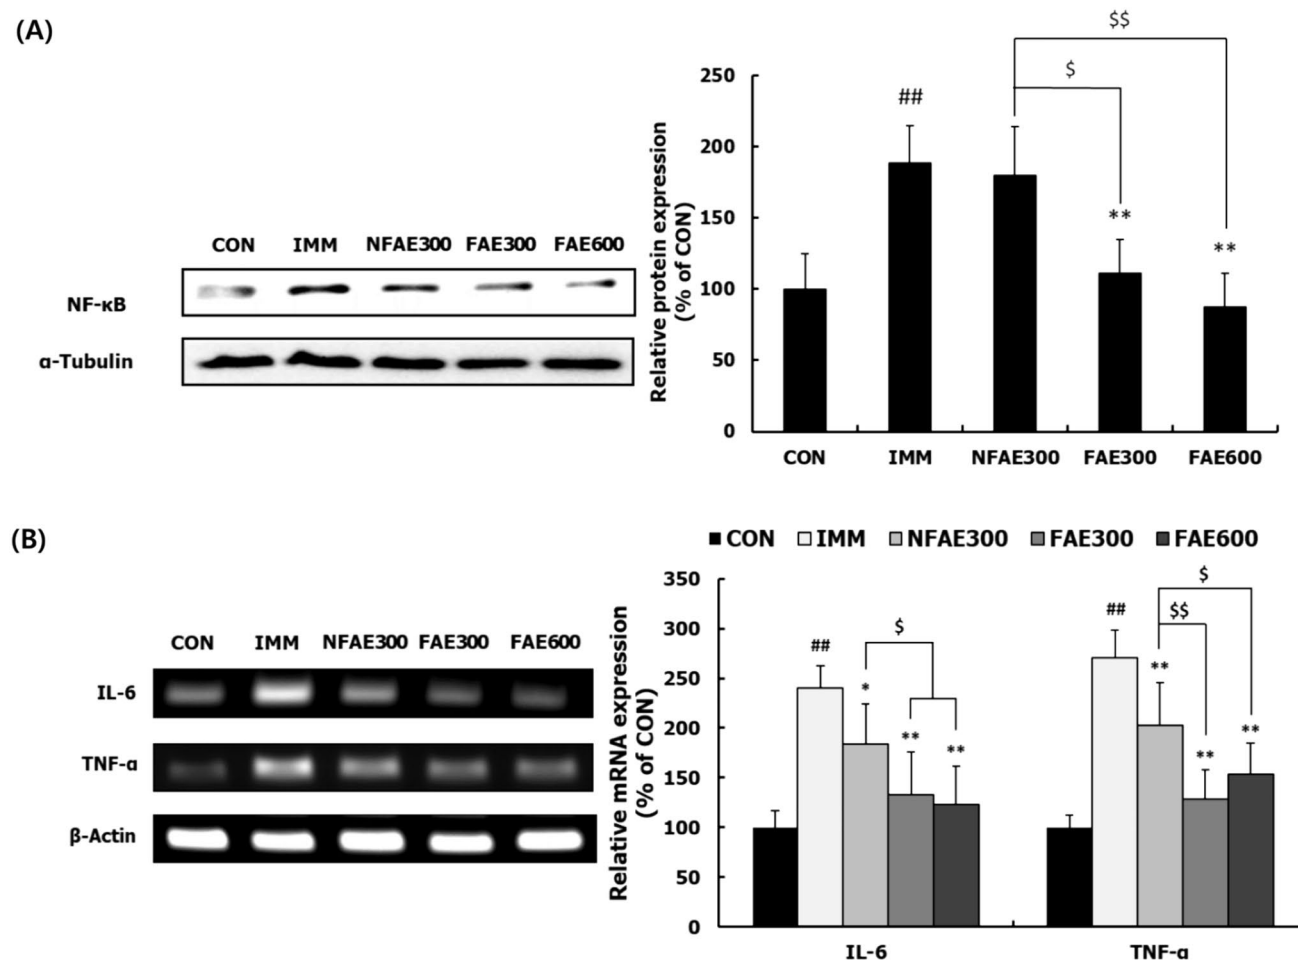 (A)
CON IMM NFAE300 FAE300 FAE600
NF-κB
α-Tubulin
Relative protein expression
(% of CON)
250
200
150
100
50
0
##
**
**
$
$$
CON IMM NFAE300 FAE300 FAE600
(B)
CON IMM NFAE300 FAE300 FAE600
IL-6
TNF-α
β-Actin
CON IMM NFAE300 FAE300 FAE600
Relative mRNA expression
(% of CON)
350
300
250
200
150
100
50
0
##
*
**
**
$
##
**
**
**
$$
$
IL-6 TNF-α